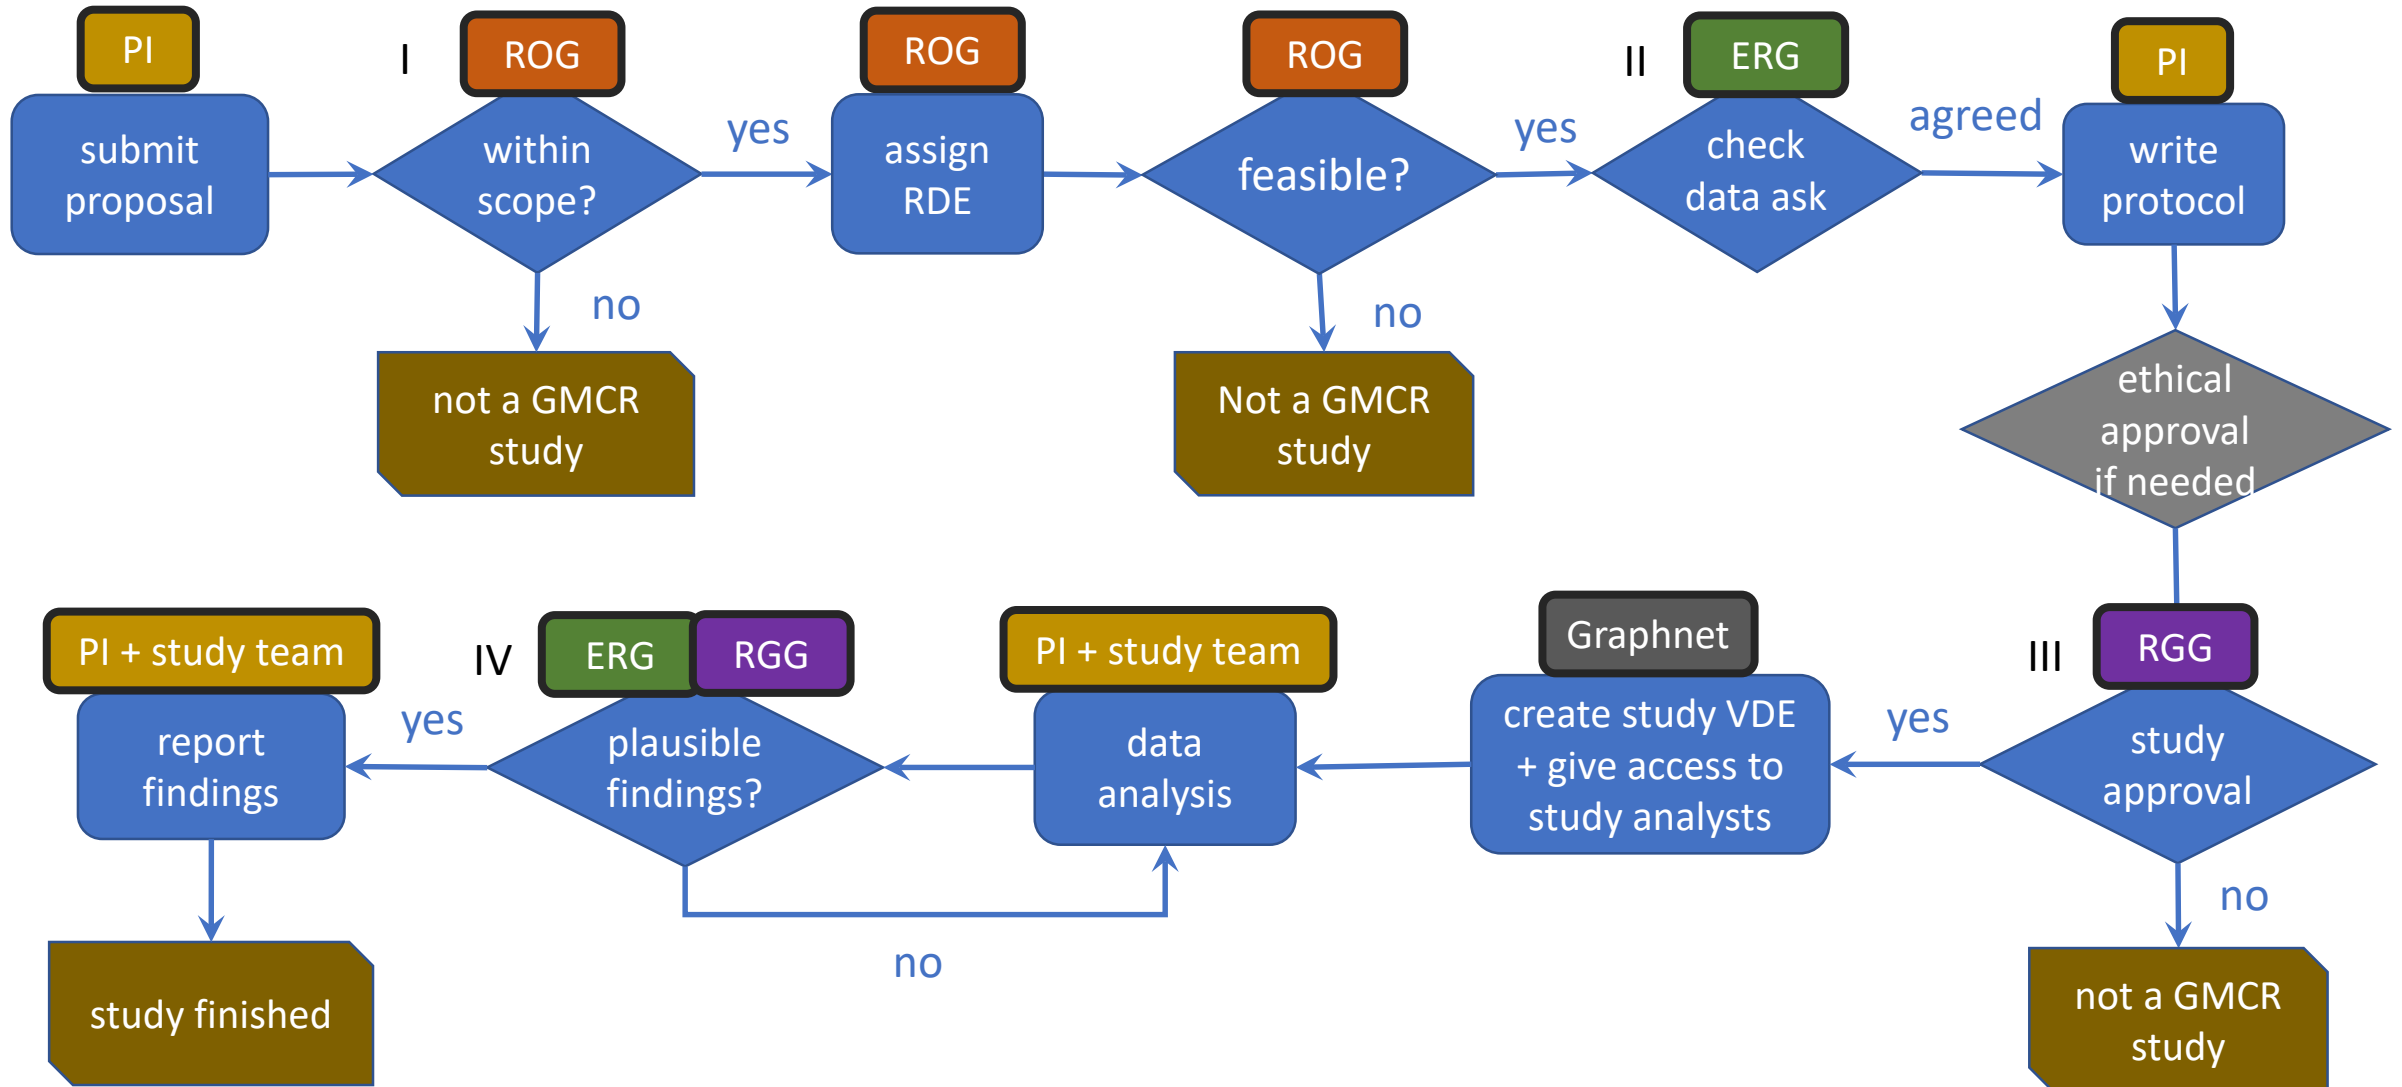 PI
submit
proposal
I
ROG
within
scope?
yes
no
not a GMCR
study
ROG
assign
RDE
ROG
feasible?
yes
no
Not a GMCR
study
II
ERG
check
data ask
agreed
PI
write
protocol
ethical
approval
if needed
III
RGG
study
approval
yes
no
not a GMCR
study
Graphnet
create study VDE
+ give access to
study analysts
PI + study team
data
analysis
IV
ERG
RGG
plausible
findings?
no
yes
PI + study team
report
findings
study finished